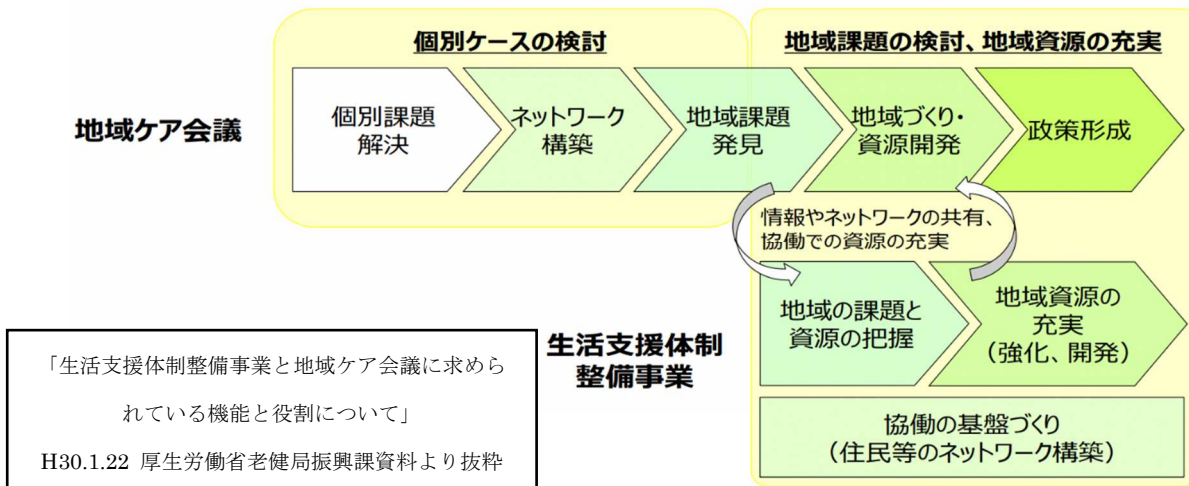 個別ケースの検討
地域課題の検討、地域資源の充実
地域ケア会議
個別課題
解決
ネットワーク
構築
地域課題
発見
地域づくり・
資源開発
政策形成
情報やネットワークの共有、
協働での資源の充実
生活支援体制
整備事業
地域の課題と
資源の把握
地域資源の
充実
（強化、開発）
協働の基盤づくり
（住民等のネットワーク構築）
「生活支援体制整備事業と地域ケア会議に求めら
れている機能と役割について」
H30.1.22 厚生労働省老健局振興課資料より抜粋